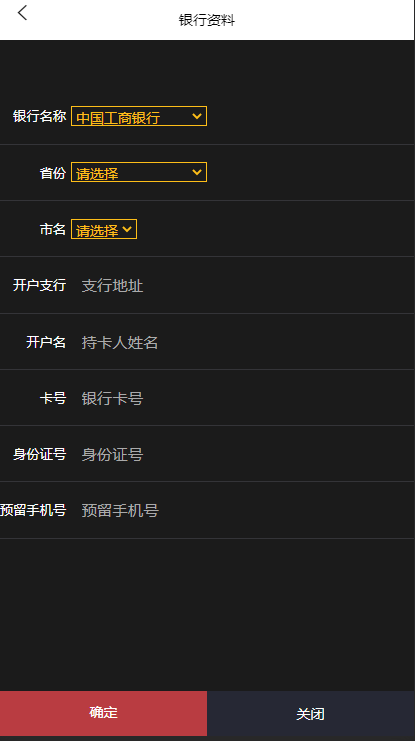 银行资料
银行名称 中国工商银行
省份 请选择
市名 请选择
开户支行 支行地址
开户名 持卡人姓名
卡号 银行卡号
身份证号 身份证号
预留手机号 预留手机号
确定 关闭